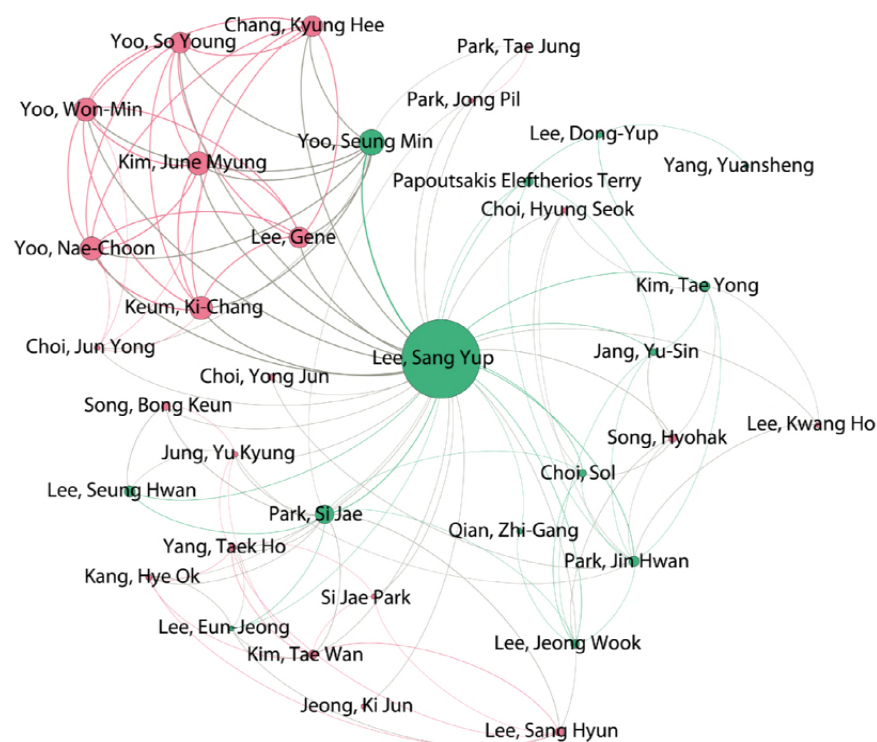 Chang, Kyung Hee
Yoo, So Young
Park, Tae Jung
Park, Jong Pil
Yoo, Won-Min
Lee, Dong-Yup
Yoo, Seung Min
Kim, June Myung
Yang, Yuansheng
Papoutsakis Eleftherios Terry
Choi, Hyung Seok
Lee, Gene
Yoo, Nae-Choon
Kim, Tae Yong
Keum, Ki-Chang
Choi, Jun Yong
Lee, Sang Yup
Jang, Yu-Sin
Choi, Yong Jun
Song, Bong Keun
Lee, Kwang Ho
Song, Hyohak
Jung, Yu Kyung
Choi, Sol
Lee, Seung Hwan
Park, Si Jae
Qian, Zhi-Gang
Yang, Taek Ho
Park, Jin Hwan
Kang, Hye Ok
Si Jae Park
Lee, Eun Jeong
Lee, Jeong Wook
Kim, Tae Wan
Jeong, Ki Jun
Lee, Sang Hyun